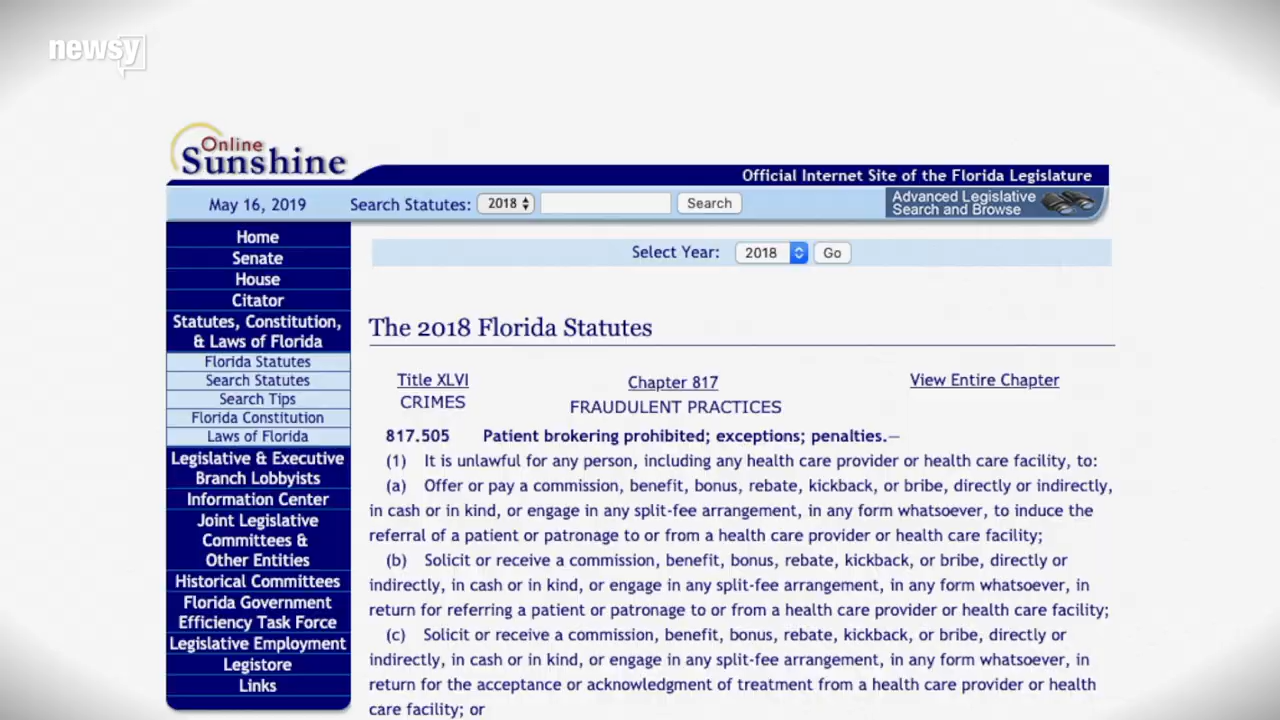 newsy
Online
Sunshine
Official Internet Site of the Florida Legislature
May 16, 2019
Search Statutes: 2018 Search
Advanced Legislative
Search and Browse
Home
Senate
House
Citator
Statutes, Constitution,
& Laws of Florida
Florida Statutes
Search Statutes
Search Tips
Florida Constitution
Laws of Florida
Legislative & Executive
Branch Lobbyists
Information Center
Joint Legislative
Committees &
Other Entities
Historical Committees
Florida Government
Efficiency Task Force
Legislative Employment
Legistore
Links
Select Year: 2018 Go
The 2018 Florida Statutes
Title XLVI
CRIMES
Chapter 817
FRAUDULENT PRACTICES
View Entire Chapter
817.505 Patient brokering prohibited; exceptions; penalties.—
(1) It is unlawful for any person, including any health care provider or health care facility, to:
(a) Offer or pay a commission, benefit, bonus, rebate, kickback, or bribe, directly or indirectly,
in cash or in kind, or engage in any split-fee arrangement, in any form whatsoever, to induce the
referral of a patient or patronage to or from a health care provider or health care facility;
(b) Solicit or receive a commission, benefit, bonus, rebate, kickback, or bribe, directly or
indirectly, in cash or in kind, or engage in any split-fee arrangement, in any form whatsoever, in
return for referring a patient or patronage to or from a health care provider or health care facility;
(c) Solicit or receive a commission, benefit, bonus, rebate, kickback, or bribe, directly or
indirectly, in cash or in kind, or engage in any split-fee arrangement, in any form whatsoever, in
return for the acceptance or acknowledgment of treatment from a health care provider or health
care facility; or